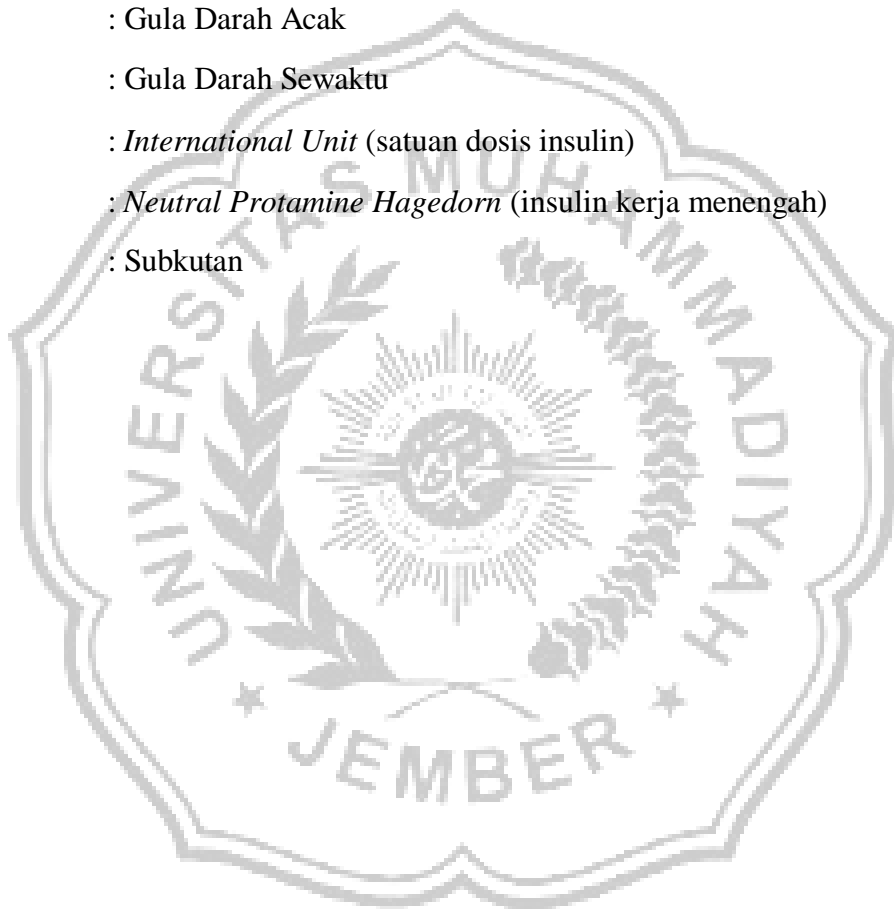 : Gula Darah Acak
: Gula Darah Sewaktu
: International Unit (satuan dosis insulin)
: Neutral Protamine Hagedorn (insulin kerja menengah)
: Subkutan
UNIVERSITAS MUHAMMADIYAH
JEMBER